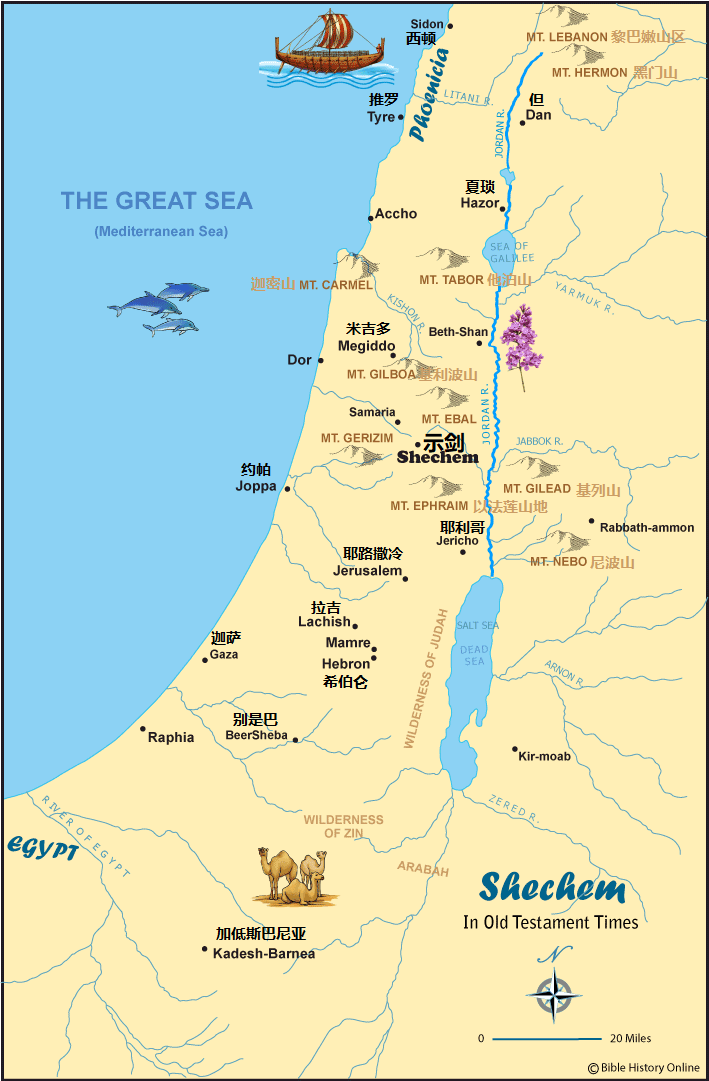 Sidon
西顿
MT. LEBANON 黎巴嫩山区
MT. HERMON 黑门山
Phoenicia
LITANI R.
推罗
Tyre
但
Dan
JORDAN R.
夏琐
Hazor
THE GREAT SEA
(Mediterranean Sea)
Accho
SEA OF
GALILEE
迦密山 MT. CARMEL
MT. TABOR 他泊山
YARMUK R.
KISHON R.
米吉多
Megiddo
Beth-Shan
Dor
MT. GILBOA 基利波山
JORDAN R.
Samaria
MT. EBAL
MT. GERIZIM
示剑
Shechem
JABBOK R.
约帕
Joppa
MT. GILEAD 基列山
MT. EPHRAIM 以法莲山地
耶利哥
Jericho
Rabbath-ammon
耶路撒冷
Jerusalem
MT. NEBO 尼波山
拉吉
Lachish
Mamre
Hebron
希伯仑
WILDERNESS OF JUDAH
SALT SEA
DEAD
SEA
迦萨
Gaza
ARNON R.
别是巴
BeerSheba
Raphia
Kir-moab
RIVER OF EGYPT
WILDERNESS
OF ZIN
ZERED R.
EGYPT
ARABAH
Shechem
In Old Testament Times
加低斯巴尼亚
Kadesh-Barnea
N
0 20 Miles
© Bible History Online